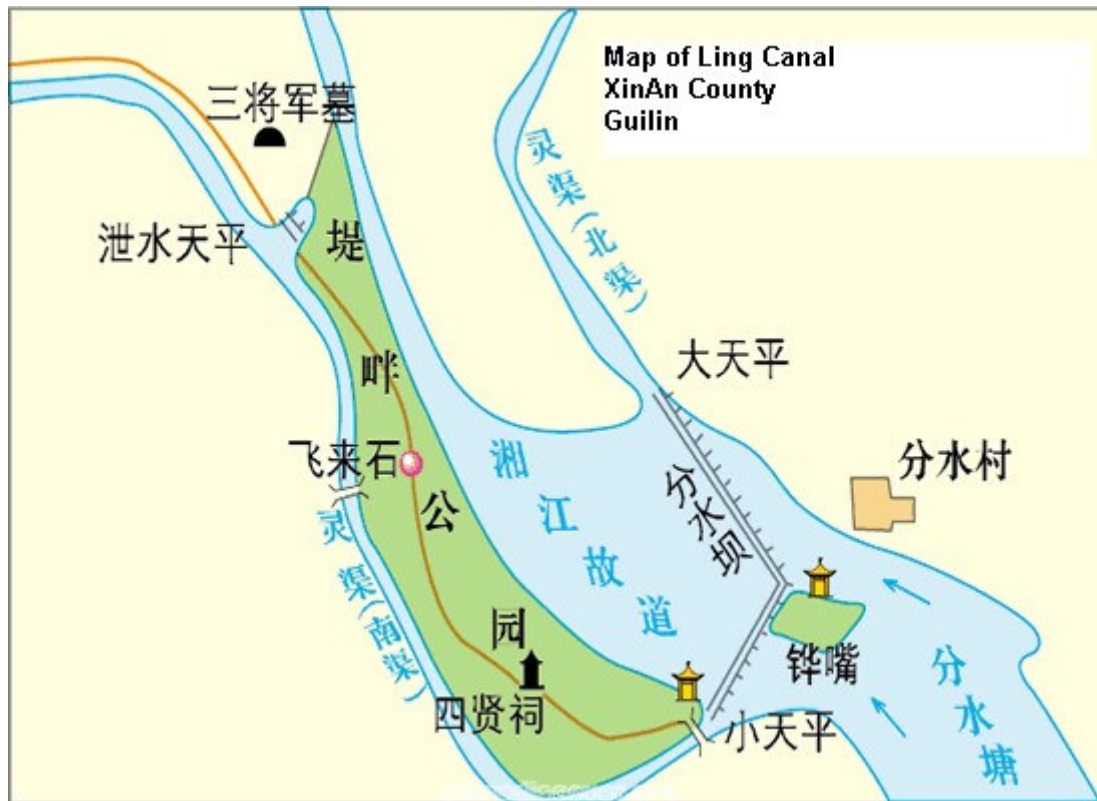 Map of Ling Canal
XinAn County
Guilin
三将军墓
灵渠(北渠)
泄水天平
堤畔公园
大天平
飞来石
湘江故道
分水坝
分水村
灵渠(南渠)
铧嘴
四贤祠
小天平
分水塘